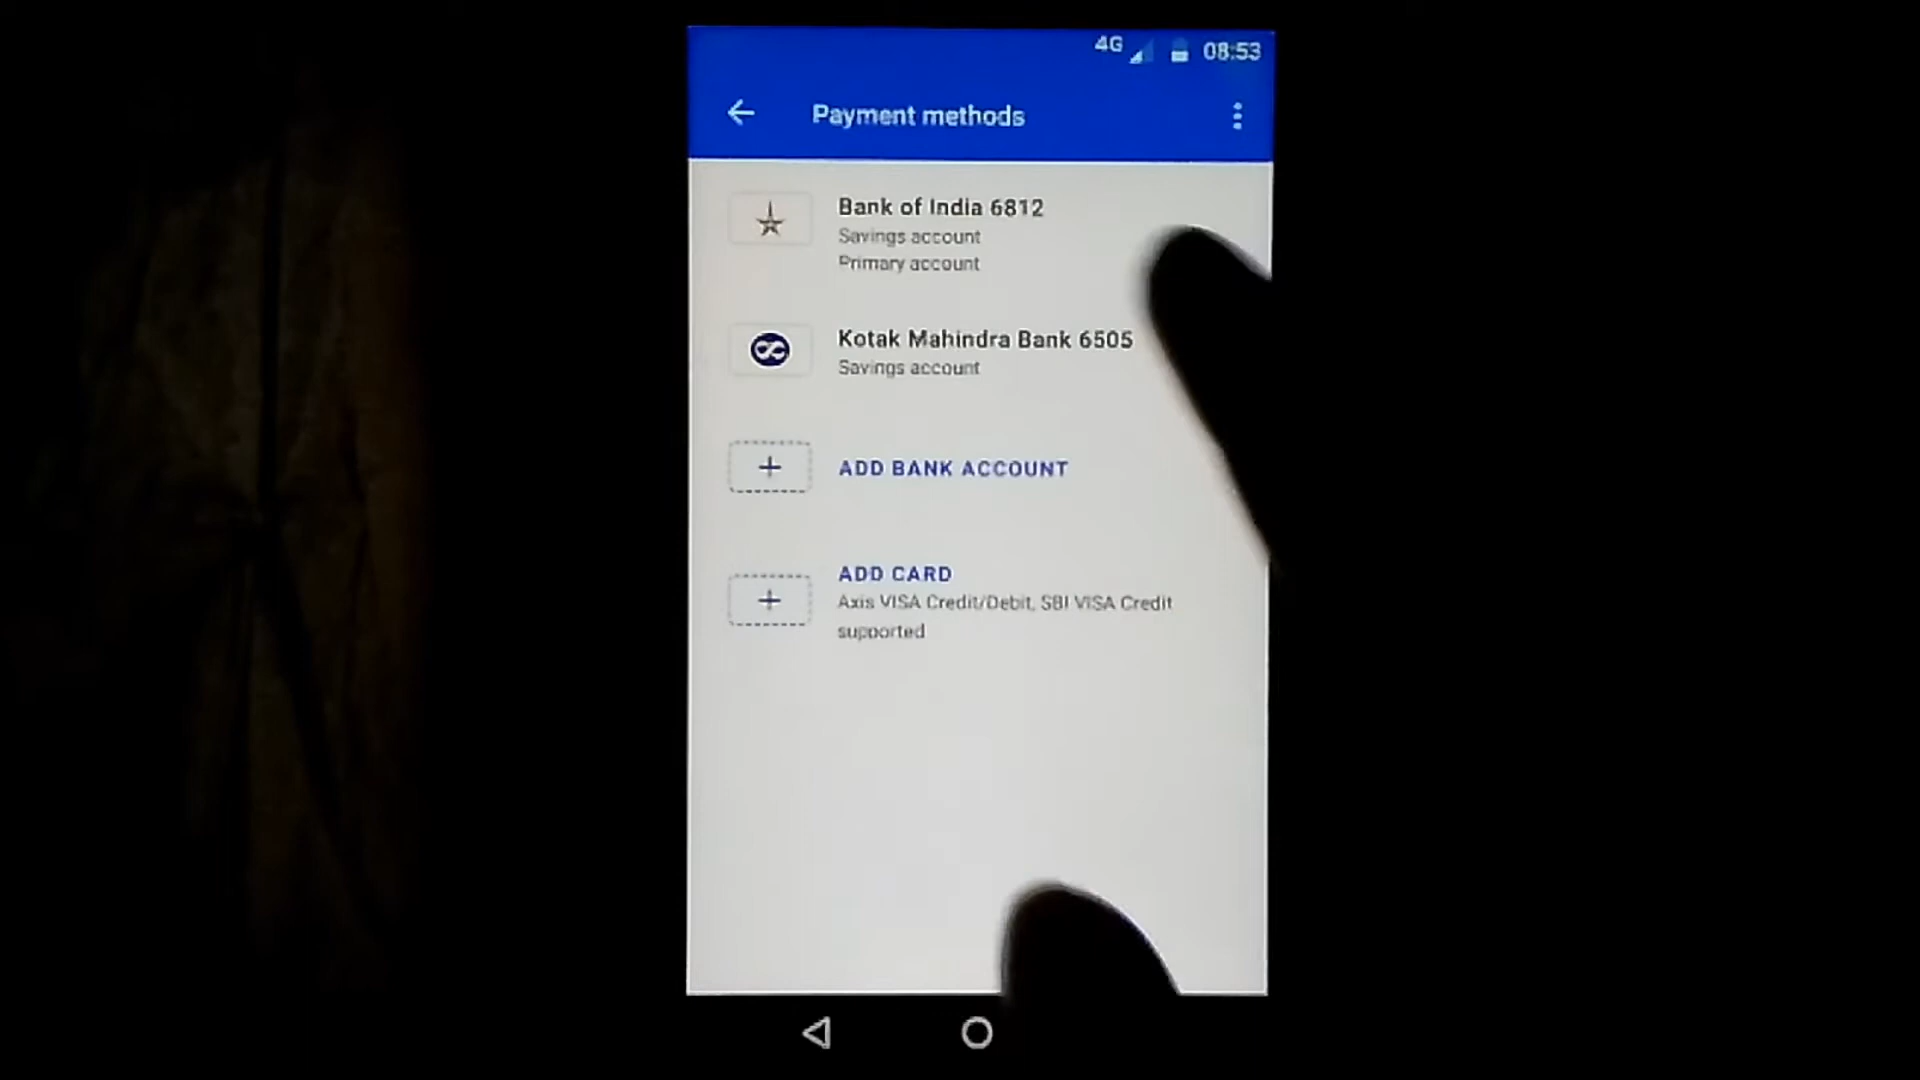 4G 08:53
Payment methods
Bank of India 6812
Savings account
Primary account
Kotak Mahindra Bank 6505
Savings account
ADD BANK ACCOUNT
ADD CARD
Axis VISA Credit/Debit, SBI VISA Credit
supported